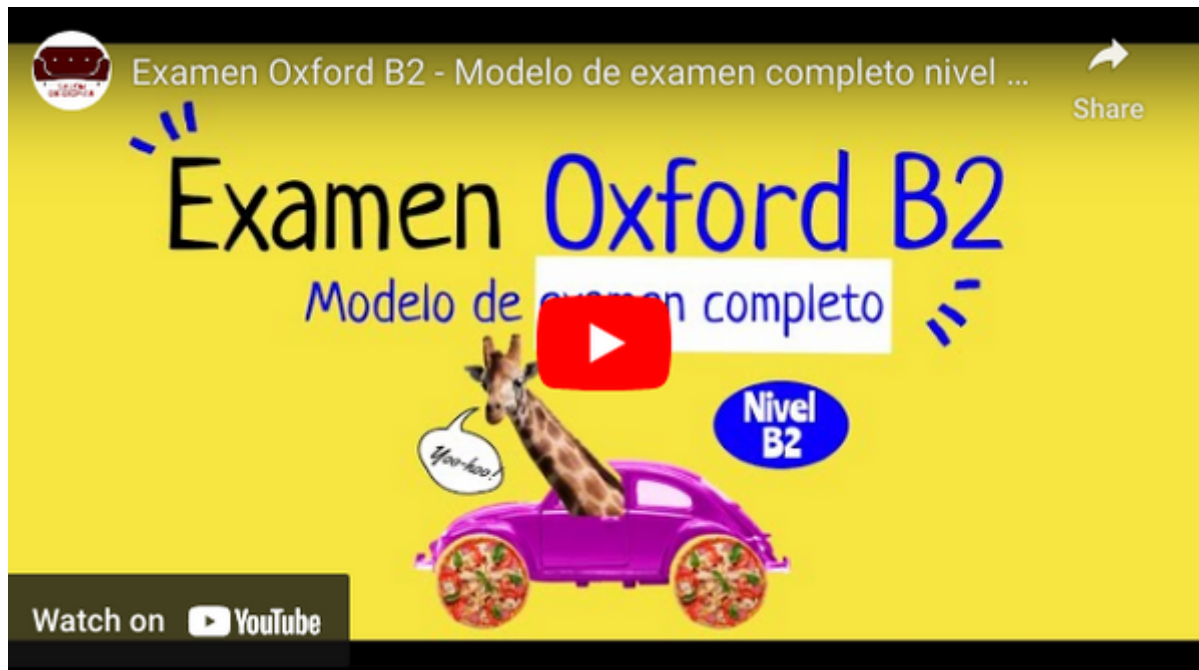 Examen Oxford B2 - Modelo de examen completo nivel ...
Share
Examen Oxford B2
Modelo de examen completo
Nivel
B2
Yoo-hoo!
Watch on YouTube